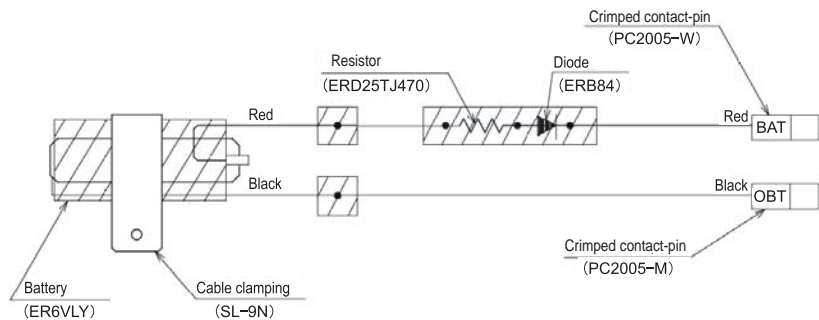 Crimped contact-pin
(PC2005-W)
Resistor
(ERD25TJ470)
Diode
(ERB84)
Red
Red
BAT
Black
Black
OBT
Crimped contact-pin
(PC2005-M)
Battery
(ER6VLY)
Cable clamping
(SL-9N)